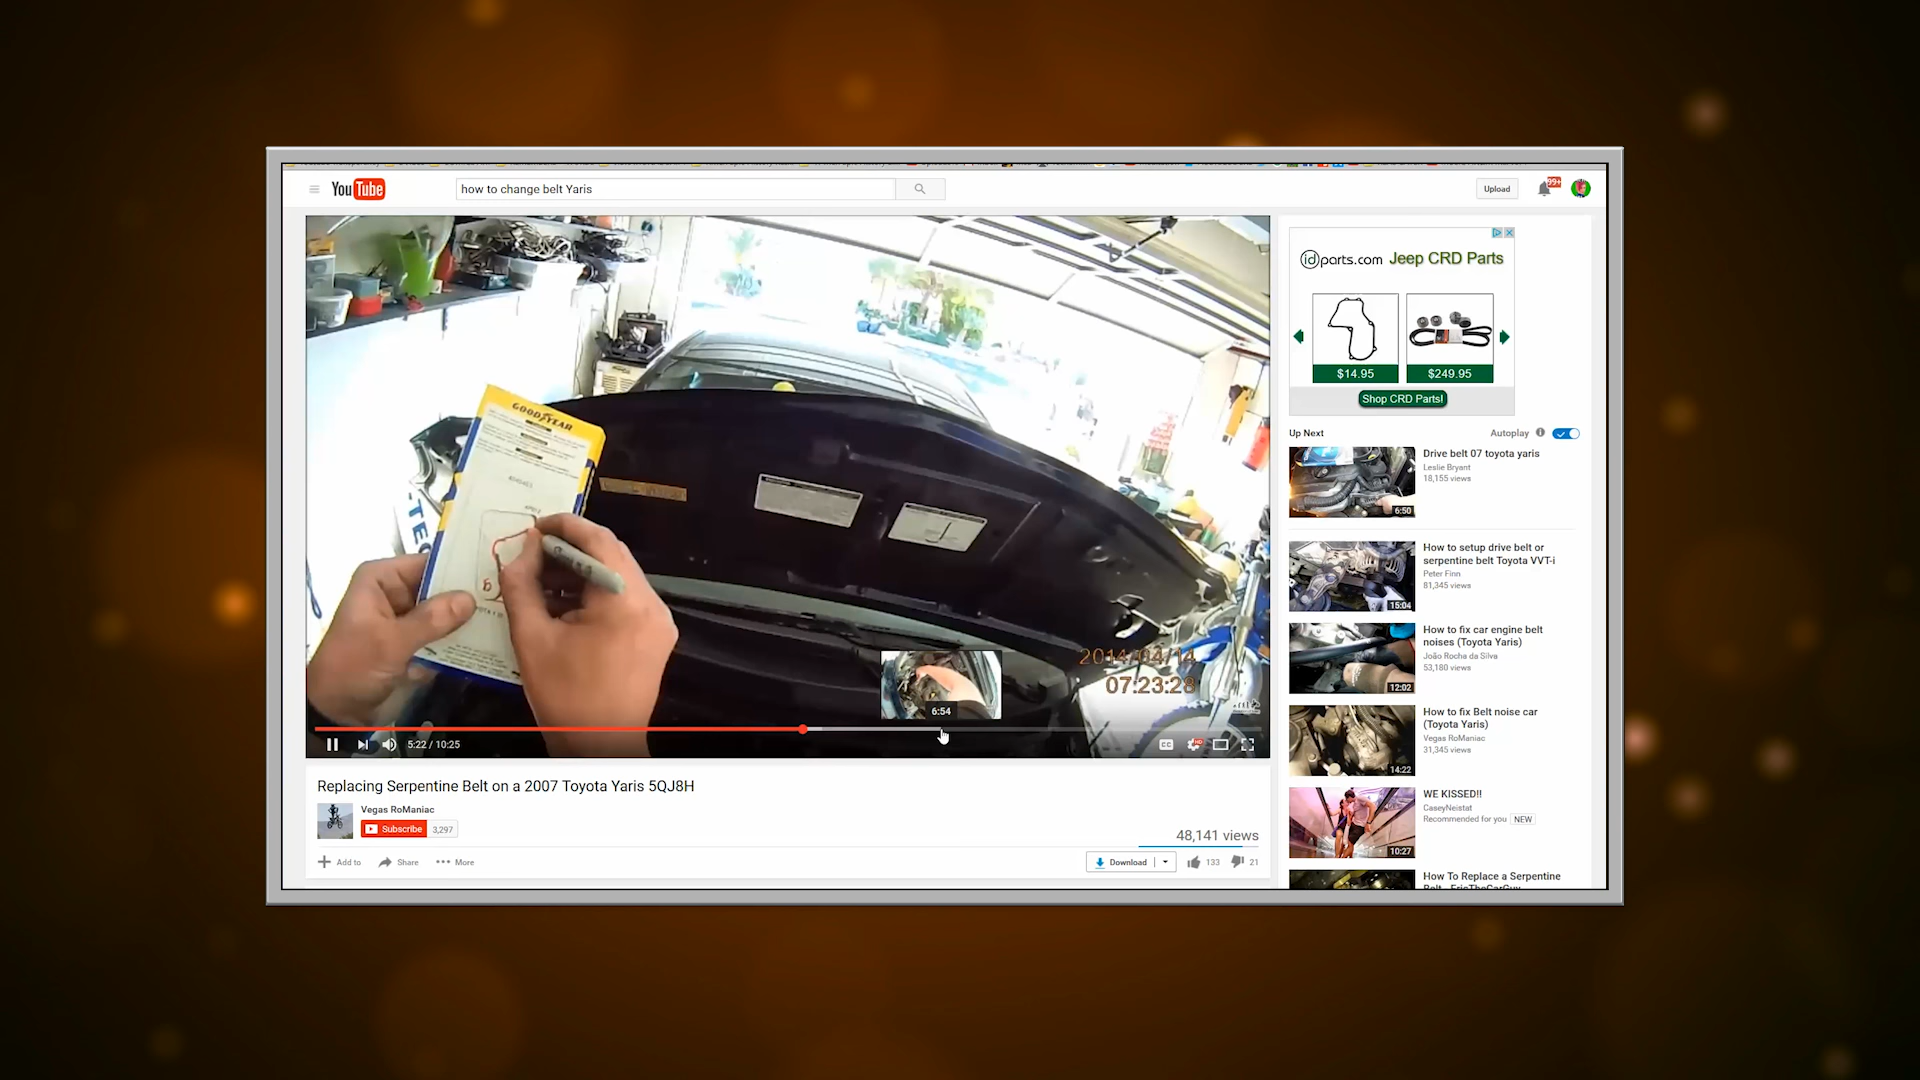 YouTube
how to change belt Yaris
Upload
99+
GOODYEAR
2014/04/14
07:23:28
6:54
5:22 / 10:25
CC
HD
Replacing Serpentine Belt on a 2007 Toyota Yaris 5QJ8H
Vegas RoManiac
Subscribe 3,297
48,141 views
Add to Share More
Download 133 21
idparts.com Jeep CRD Parts
$14.95 $249.95
Shop CRD Parts!
Up Next Autoplay
Drive belt 07 toyota yaris
Leslie Bryant
18,155 views
6:50
How to setup drive belt or
serpentine belt Toyota VVT-i
Peter Finn
81,345 views
15:04
How to fix car engine belt
noises (Toyota Yaris)
João Rocha da Silva
53,180 views
12:02
How to fix Belt noise car
(Toyota Yaris)
Vegas RoManiac
31,345 views
14:22
WE KISSED!!
CaseyNeistat
Recommended for you NEW
10:27
How To Replace a Serpentine
Belt - EricTheCarGuy